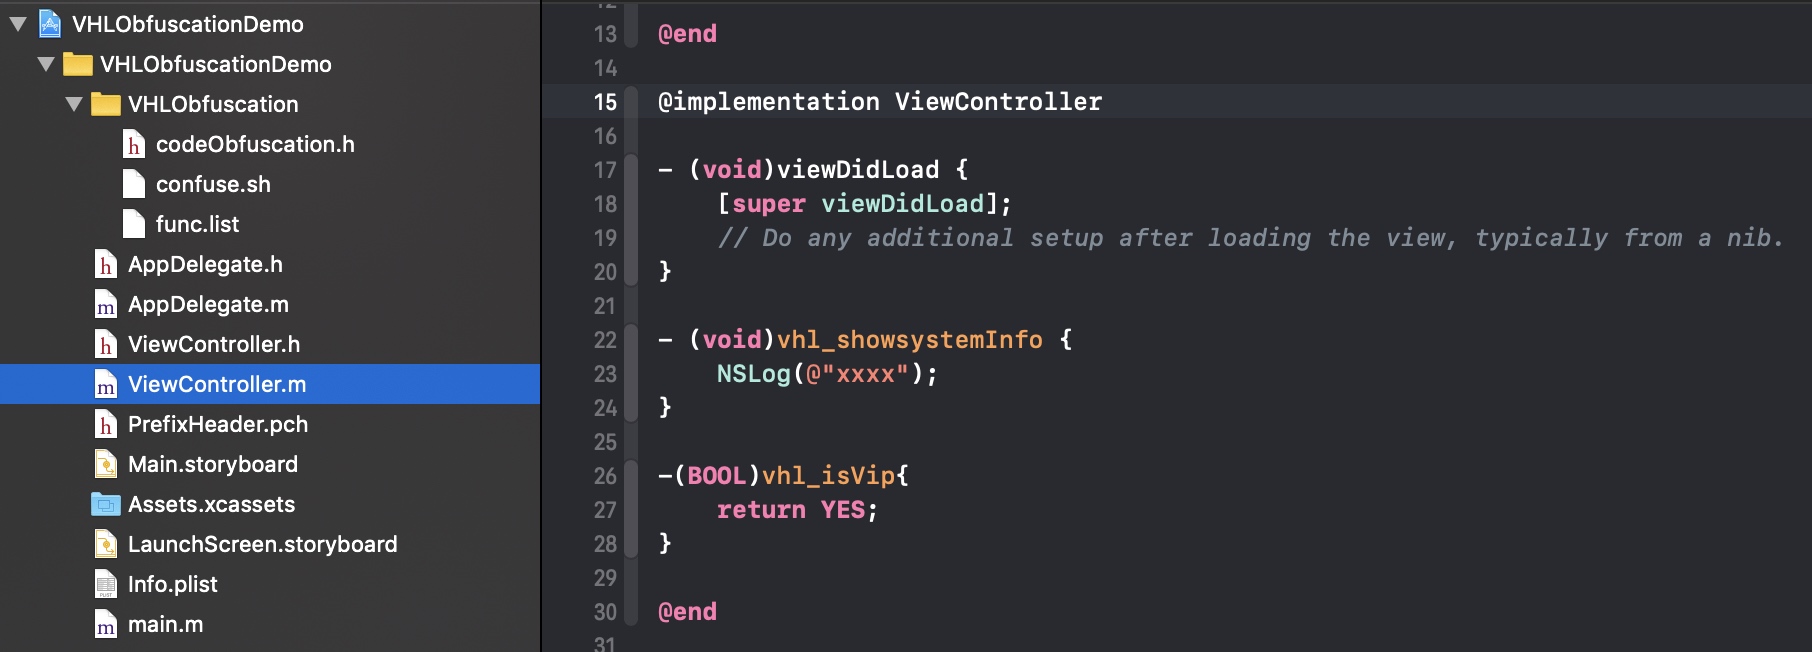 VHLObfuscationDemo
VHLObfuscationDemo
VHLObfuscation
h codeObfuscation.h
confuse.sh
func.list
h AppDelegate.h
m AppDelegate.m
h ViewController.h
m ViewController.m
h PrefixHeader.pch
Main.storyboard
Assets.xcassets
LaunchScreen.storyboard
PLIST Info.plist
m main.m
12
13 @end
14
15 @implementation ViewController
16
17 - (void)viewDidLoad {
18     [super viewDidLoad];
19     // Do any additional setup after loading the view, typically from a nib.
20 }
21
22 - (void)vhl_showsystemInfo {
23     NSLog(@"xxxx");
24 }
25
26 -(BOOL)vhl_isVip{
27     return YES;
28 }
29
30 @end
31